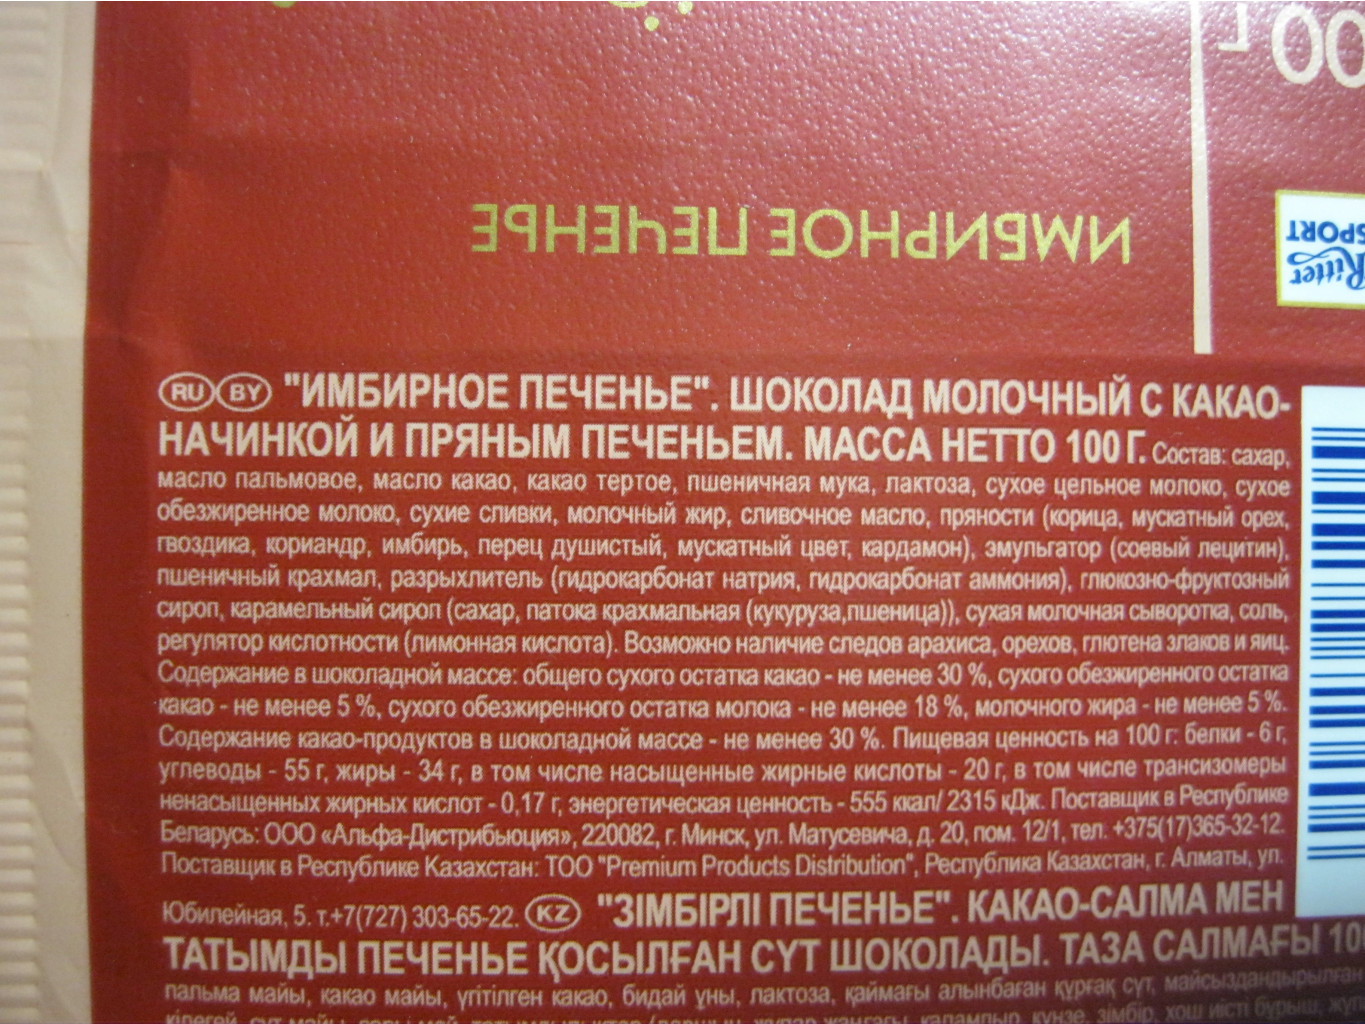 00 г
ИМБИРНОЕ ПЕЧЕНЬЕ
Ritter
SPORT
RU BY "ИМБИРНОЕ ПЕЧЕНЬЕ". ШОКОЛАД МОЛОЧНЫЙ С КАКАО-
НАЧИНКОЙ И ПРЯНЫМ ПЕЧЕНЬЕМ. МАССА НЕТТО 100 Г. Состав: сахар,
масло пальмовое, масло какао, какао тертое, пшеничная мука, лактоза, сухое цельное молоко, сухое
обезжиренное молоко, сухие сливки, молочный жир, сливочное масло, пряности (корица, мускатный орех,
гвоздика, кориандр, имбирь, перец душистый, мускатный цвет, кардамон), эмульгатор (соевый лецитин),
пшеничный крахмал, разрыхлитель (гидрокарбонат натрия, гидрокарбонат аммония), глюкозно-фруктозный
сироп, карамельный сироп (сахар, патока крахмальная (кукуруза,пшеница)), сухая молочная сыворотка, соль,
регулятор кислотности (лимонная кислота). Возможно наличие следов арахиса, орехов, глютена злаков и яиц.
Содержание в шоколадной массе: общего сухого остатка какао - не менее 30 %, сухого обезжиренного остатка
какао - не менее 5 %, сухого обезжиренного остатка молока - не менее 18 %, молочного жира - не менее 5 %.
Содержание какао-продуктов в шоколадной массе - не менее 30 %. Пищевая ценность на 100 г: белки - 6 г,
углеводы - 55 г, жиры - 34 г, в том числе насыщенные жирные кислоты - 20 г, в том числе трансизомеры
ненасыщенных жирных кислот - 0,17 г, энергетическая ценность - 555 ккал/ 2315 кДж. Поставщик в Республике
Беларусь: ООО «Альфа-Дистрибьюция», 220082, г. Минск, ул. Матусевича, д. 20, пом. 12/1, тел. +375(17)365-32-12.
Поставщик в Республике Казахстан: ТОО "Premium Products Distribution", Республика Казахстан, г. Алматы, ул.
Юбилейная, 5. т.+7(727) 303-65-22. KZ "ЗІМБІРЛІ ПЕЧЕНЬЕ". КАКАО-САЛМА МЕН
ТАТЫМДЫ ПЕЧЕНЬЕ ҚОСЫЛҒАН СҮТ ШОКОЛАДЫ. ТАЗА САЛМАҒЫ 10
пальма майы, какао майы, үгітілген какао, бидай ұны, лактоза, қаймағы алынбаған құрғақ сүт, майсыздандырылған
зімбір, хош иісті бұрыш,